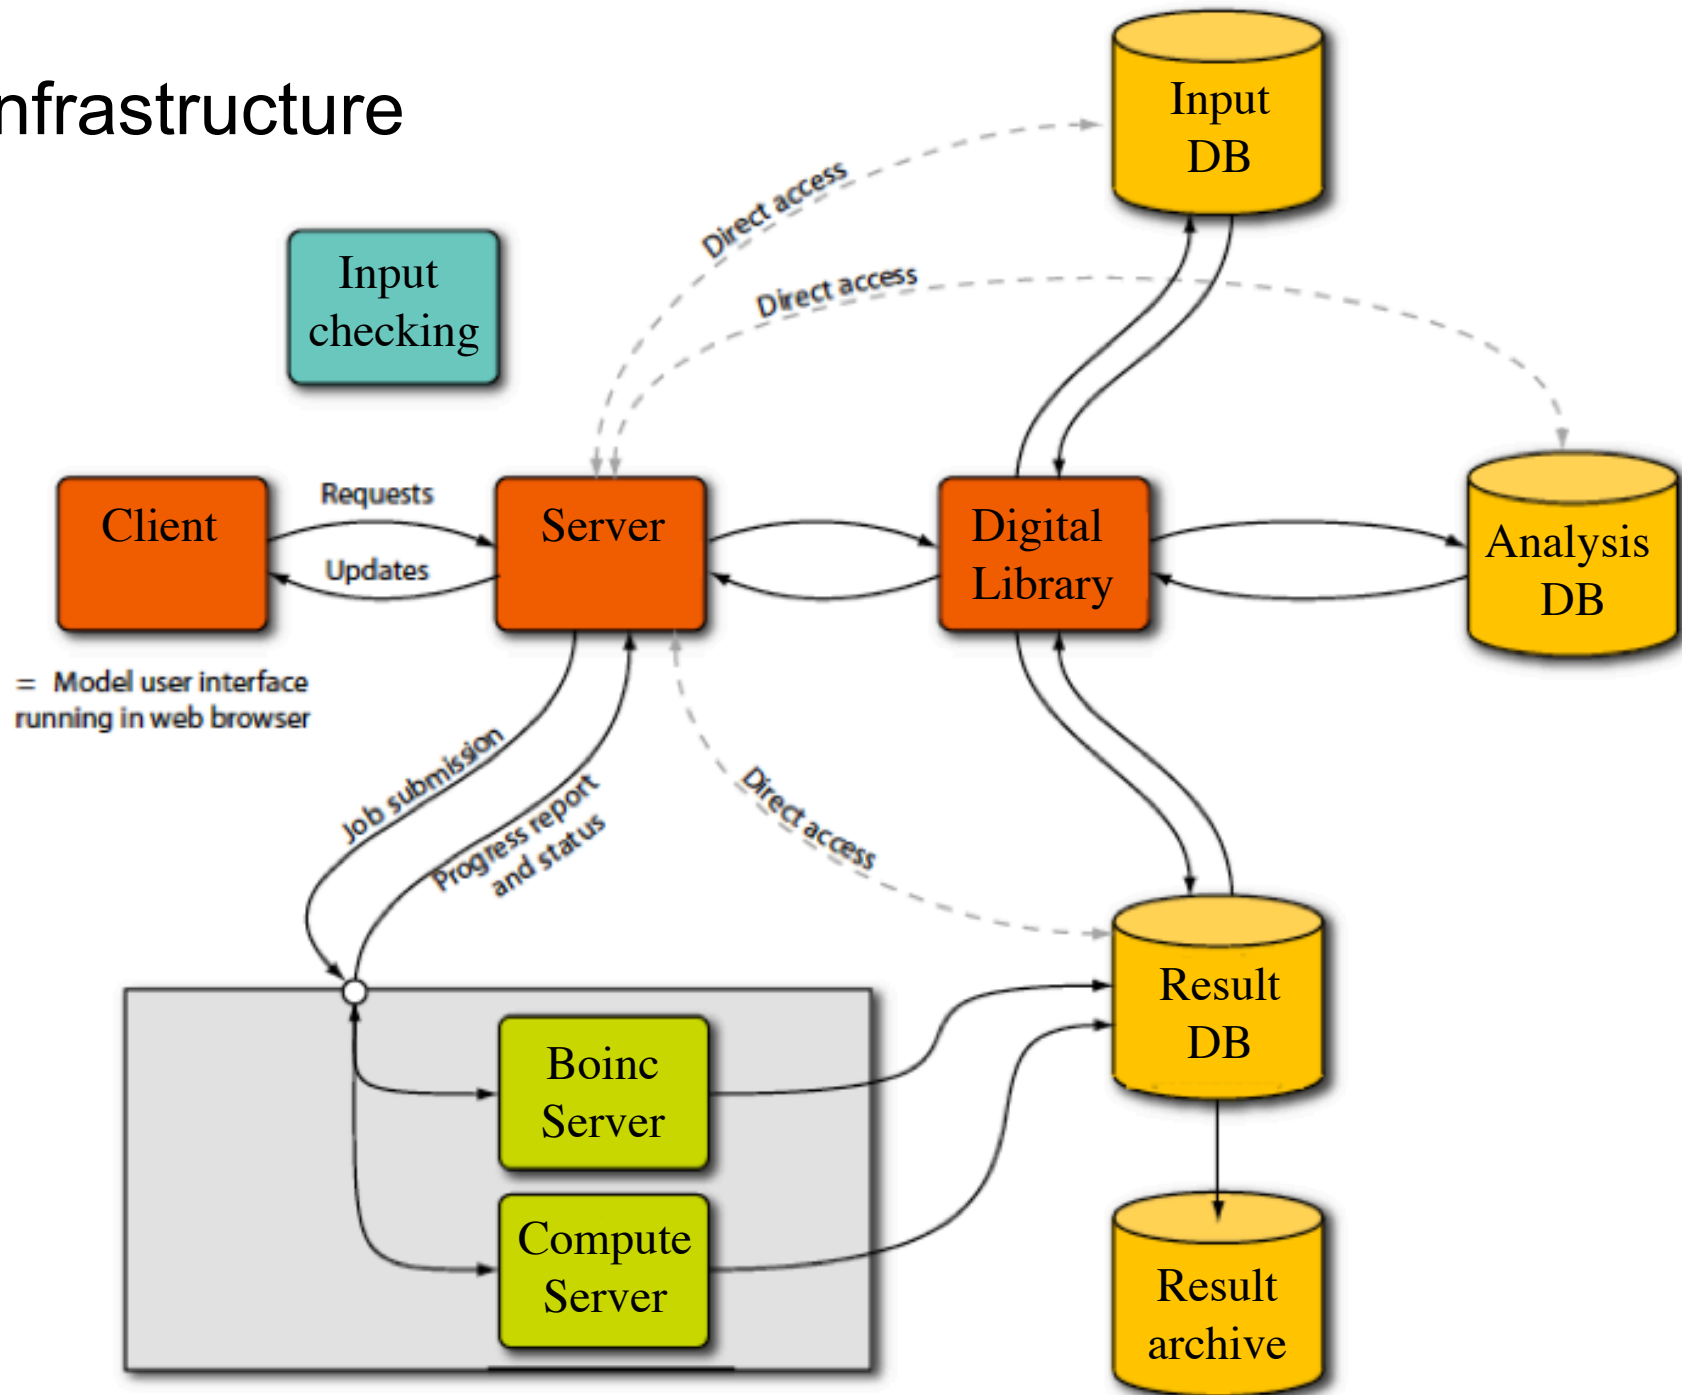 nfrastructure
Input
DB
Direct access
Direct access
Input
checking
Client
Requests
Updates
Server
Digital
Library
Analysis
DB
= Model user interface
running in web browser
Job submission
Progress report
and status
Direct access
Result
DB
Boinc
Server
Compute
Server
Result
archive